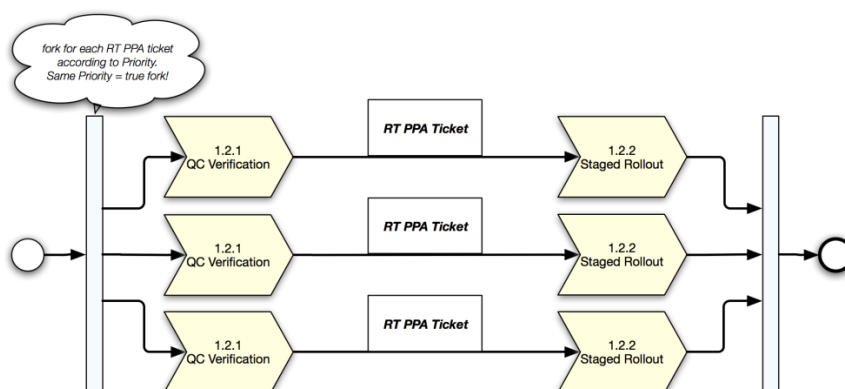 fork for each RT PPA ticket
according to Priority.
Same Priority = true fork!
1.2.1
QC Verification
RT PPA Ticket
1.2.2
Staged Rollout
1.2.1
QC Verification
RT PPA Ticket
1.2.2
Staged Rollout
1.2.1
QC Verification
RT PPA Ticket
1.2.2
Staged Rollout